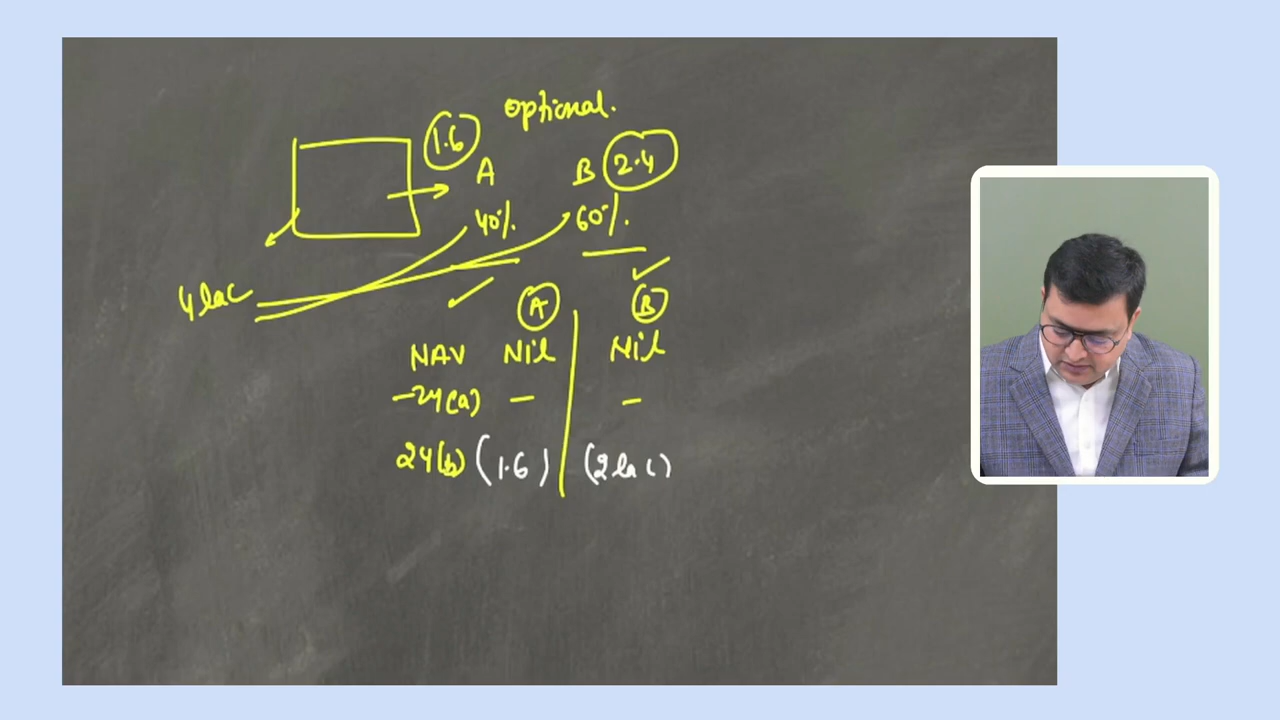 optional.
1.6
A B 2.4
40%. 60%.
4 lac
A B
NAV Nil Nil
-24(a) - -
24(b) (1.6) (2 lac)